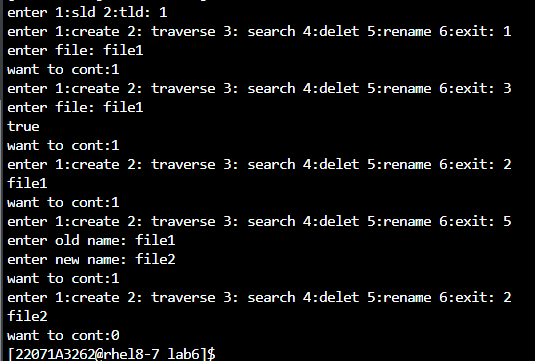 enter 1:sld 2:tld: 1
enter 1:create 2: traverse 3: search 4:delet 5:rename 6:exit: 1
enter file: file1
want to cont:1
enter 1:create 2: traverse 3: search 4:delet 5:rename 6:exit: 3
enter file: file1
true
want to cont:1
enter 1:create 2: traverse 3: search 4:delet 5:rename 6:exit: 2
file1
want to cont:1
enter 1:create 2: traverse 3: search 4:delet 5:rename 6:exit: 5
enter old name: file1
enter new name: file2
want to cont:1
enter 1:create 2: traverse 3: search 4:delet 5:rename 6:exit: 2
file2
want to cont:0
[22071A3262@rhel8-7 lab6]$